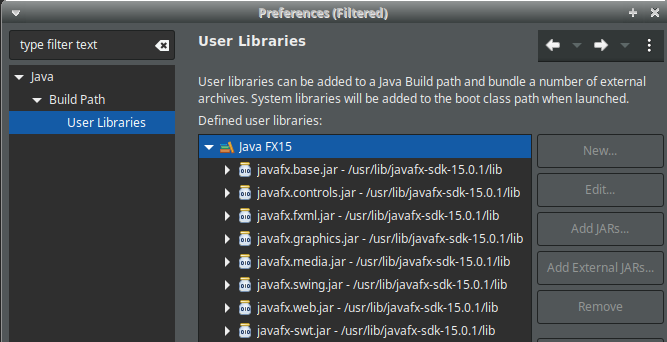 Preferences (Filtered)
type filter text
Java
Build Path
User Libraries
User Libraries
User libraries can be added to a Java Build path and bundle a number of external
archives. System libraries will be added to the boot class path when launched.
Defined user libraries:
Java FX15
javafx.base.jar - /usr/lib/javafx-sdk-15.0.1/lib
javafx.controls.jar - /usr/lib/javafx-sdk-15.0.1/lib
javafx.fxml.jar - /usr/lib/javafx-sdk-15.0.1/lib
javafx.graphics.jar - /usr/lib/javafx-sdk-15.0.1/lib
javafx.media.jar - /usr/lib/javafx-sdk-15.0.1/lib
javafx.swing.jar - /usr/lib/javafx-sdk-15.0.1/lib
javafx.web.jar - /usr/lib/javafx-sdk-15.0.1/lib
javafx-swt.jar - /usr/lib/javafx-sdk-15.0.1/lib
New...
Edit...
Add JARs...
Add External JARs...
Remove